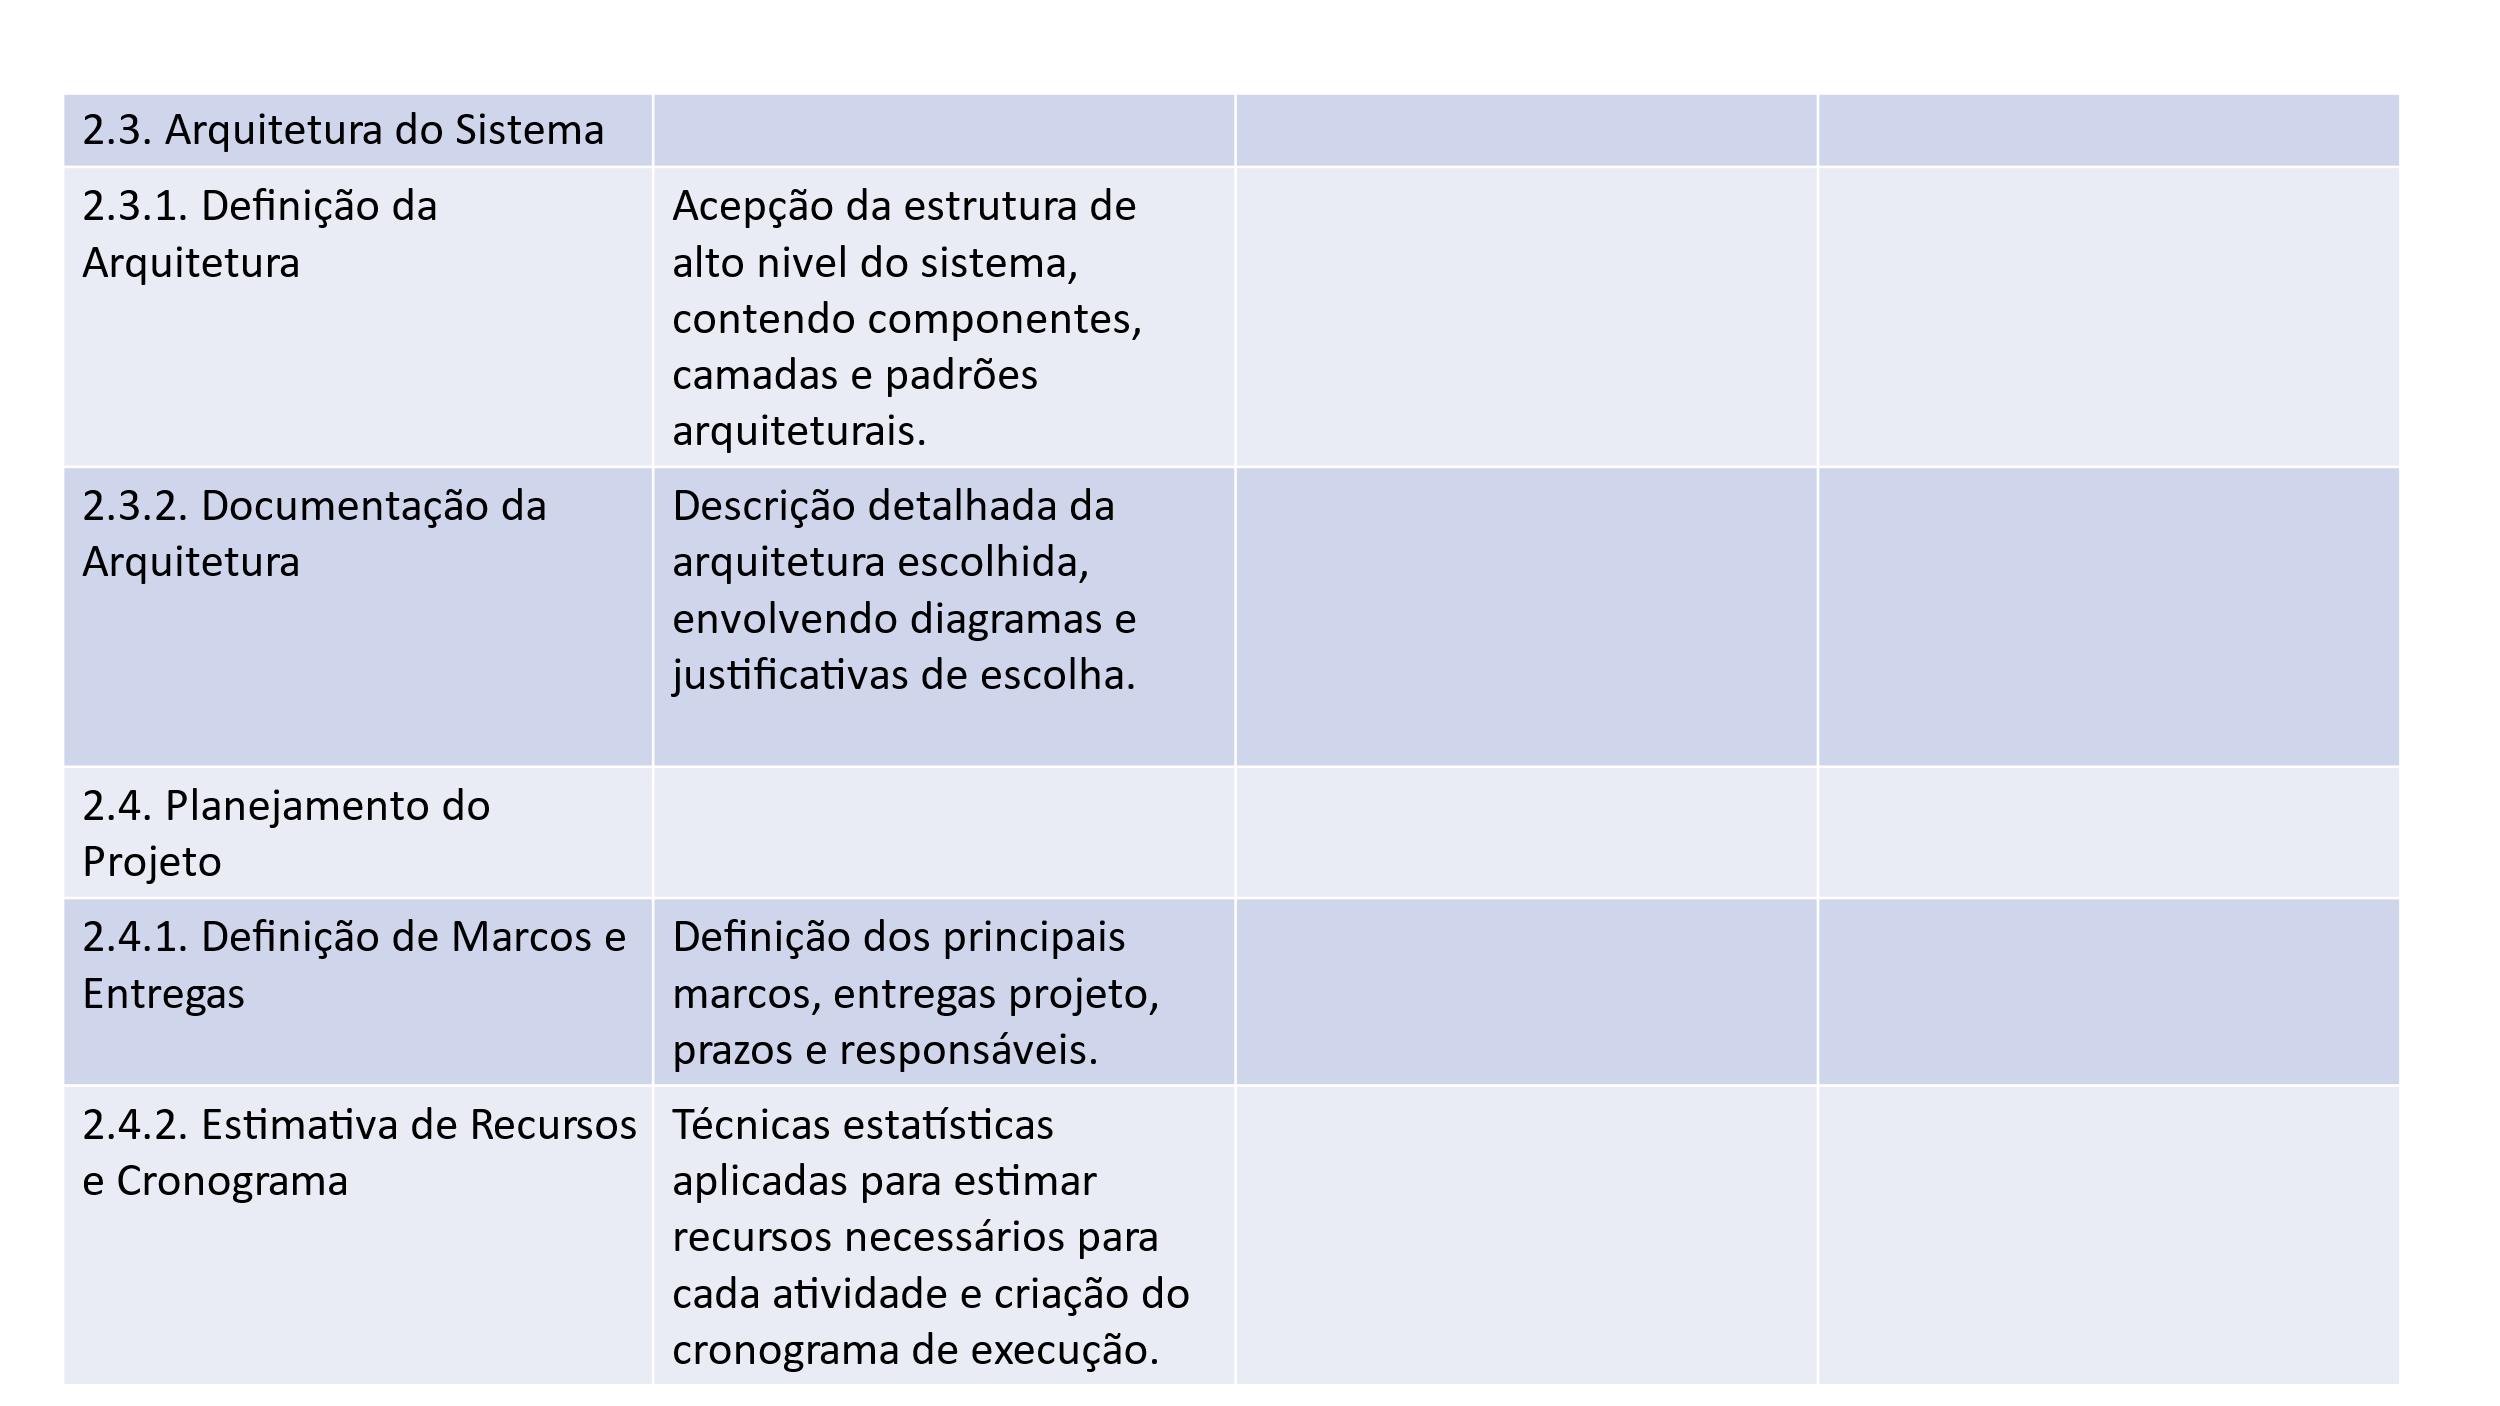 2.3. Arquitetura do Sistema
2.3.1. Definição da
Arquitetura
Acepção da estrutura de
alto nivel do sistema,
contendo componentes,
camadas e padrões
arquiteturais.
2.3.2. Documentação da
Arquitetura
Descrição detalhada da
arquitetura escolhida,
envolvendo diagramas e
justificativas de escolha.
2.4. Planejamento do
Projeto
2.4.1. Definição de Marcos e
Entregas
Definição dos principais
marcos, entregas projeto,
prazos e responsáveis.
2.4.2. Estimativa de Recursos
e Cronograma
Técnicas estatísticas
aplicadas para estimar
recursos necessários para
cada atividade e criação do
cronograma de execução.